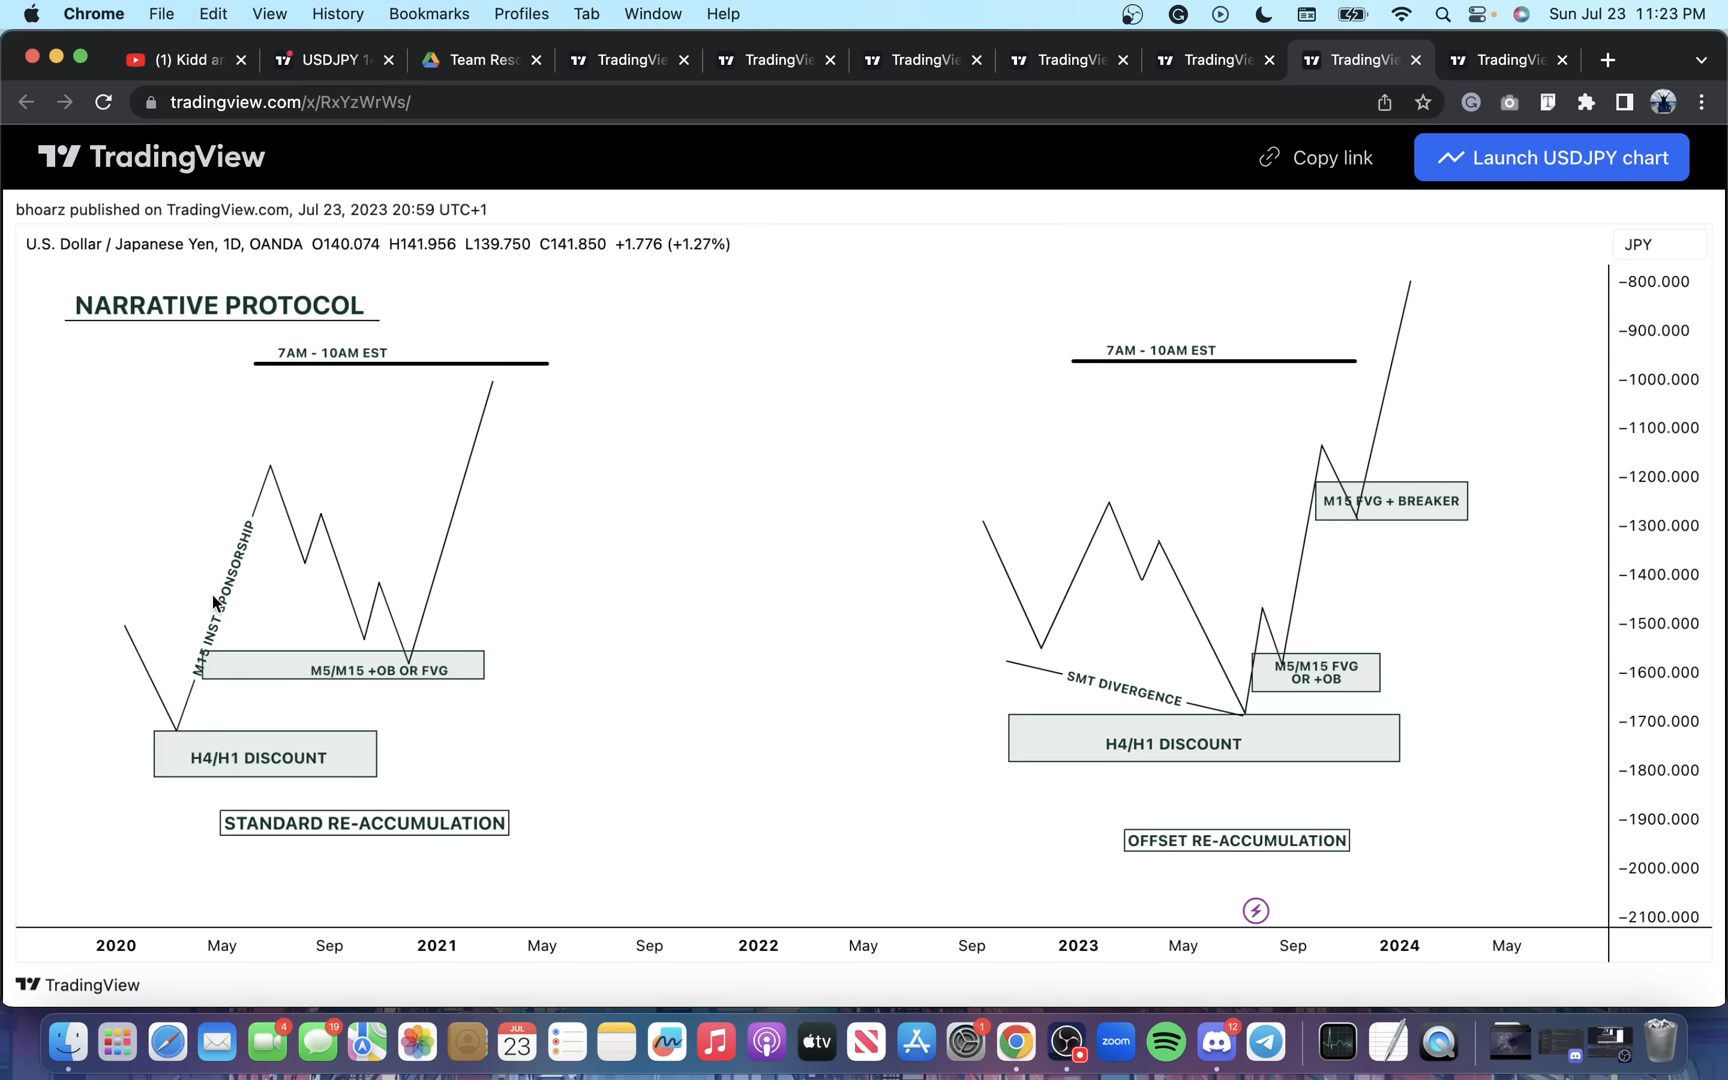 Chrome File Edit View History Bookmarks Profiles Tab Window Help Sun Jul 23 11:23 PM
(1) Kidd an USDJPY 1 Team Reso TradingVie TradingVie TradingVie TradingVie TradingVie TradingVie TradingVie
tradingview.com/x/RxYzWrWs/
TradingView Copy link Launch USDJPY chart
bhoarz published on TradingView.com, Jul 23, 2023 20:59 UTC+1
U.S. Dollar / Japanese Yen, 1D, OANDA O140.074 H141.956 L139.750 C141.850 +1.776 (+1.27%)
JPY
NARRATIVE PROTOCOL
7AM - 10AM EST
M15 INST SPONSORSHIP
M5/M15 +OB OR FVG
H4/H1 DISCOUNT
STANDARD RE-ACCUMULATION
7AM - 10AM EST
M15 FVG + BREAKER
M5/M15 FVG
OR +OB
SMT DIVERGENCE
H4/H1 DISCOUNT
OFFSET RE-ACCUMULATION
−800.000
−900.000
−1000.000
−1100.000
−1200.000
−1300.000
−1400.000
−1500.000
−1600.000
−1700.000
−1800.000
−1900.000
−2000.000
−2100.000
2020 May Sep 2021 May Sep 2022 May Sep 2023 May Sep 2024 May
TradingView
4 19 JUL 23 tv 1 zoom 12